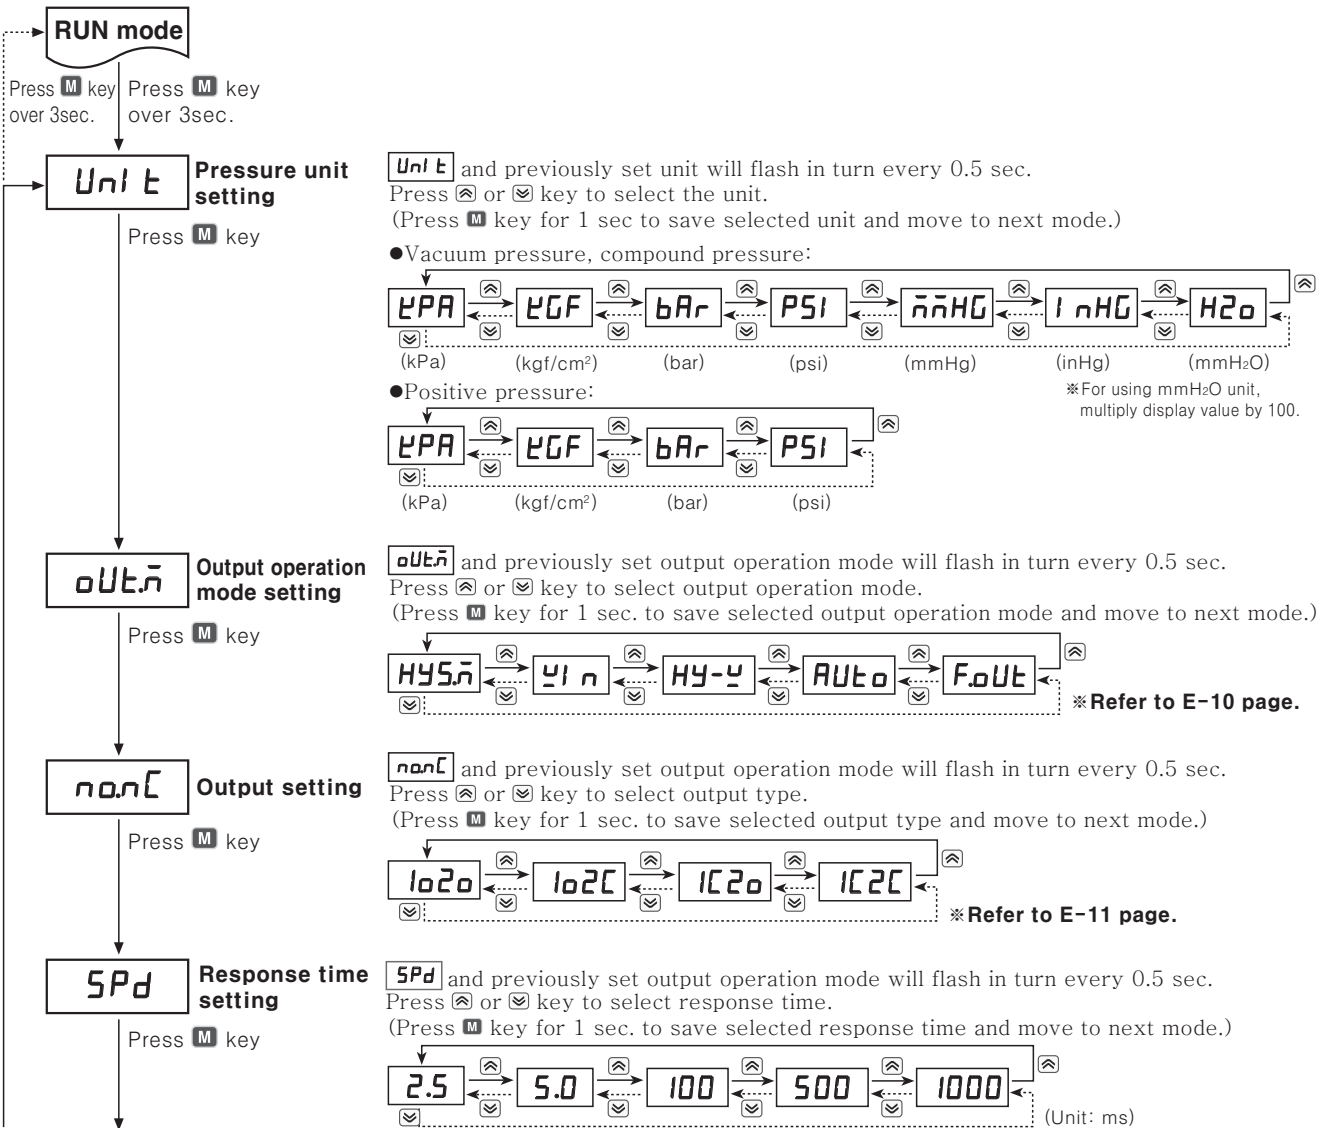 RUN mode
Press M key over 3sec.
Press M key over 3sec.
UnI t
Pressure unit setting
Press M key
UnI t and previously set unit will flash in turn every 0.5 sec.
Press or key to select the unit.
(Press M key for 1 sec to save selected unit and move to next mode.)
●Vacuum pressure, compound pressure:
KPA KGF bAr PSI mmHG InHG H2o
(kPa) (kgf/cm²) (bar) (psi) (mmHg) (inHg) (mmH₂O)
※For using mmH₂O unit,
multiply display value by 100.
●Positive pressure:
KPA KGF bAr PSI
(kPa) (kgf/cm²) (bar) (psi)
oUt.m
Output operation mode setting
Press M key
oUt.m and previously set output operation mode will flash in turn every 0.5 sec.
Press or key to select output operation mode.
(Press M key for 1 sec. to save selected output operation mode and move to next mode.)
HYS.m WIn HY-W AUto F.oUt
※Refer to E-10 page.
no.nC
Output setting
Press M key
no.nC and previously set output operation mode will flash in turn every 0.5 sec.
Press or key to select output type.
(Press M key for 1 sec. to save selected output type and move to next mode.)
1o2o 1o2C 1C2o 1C2C
※Refer to E-11 page.
SPd
Response time setting
Press M key
SPd and previously set output operation mode will flash in turn every 0.5 sec.
Press or key to select response time.
(Press M key for 1 sec. to save selected response time and move to next mode.)
2.5 5.0 100 500 1000
(Unit: ms)